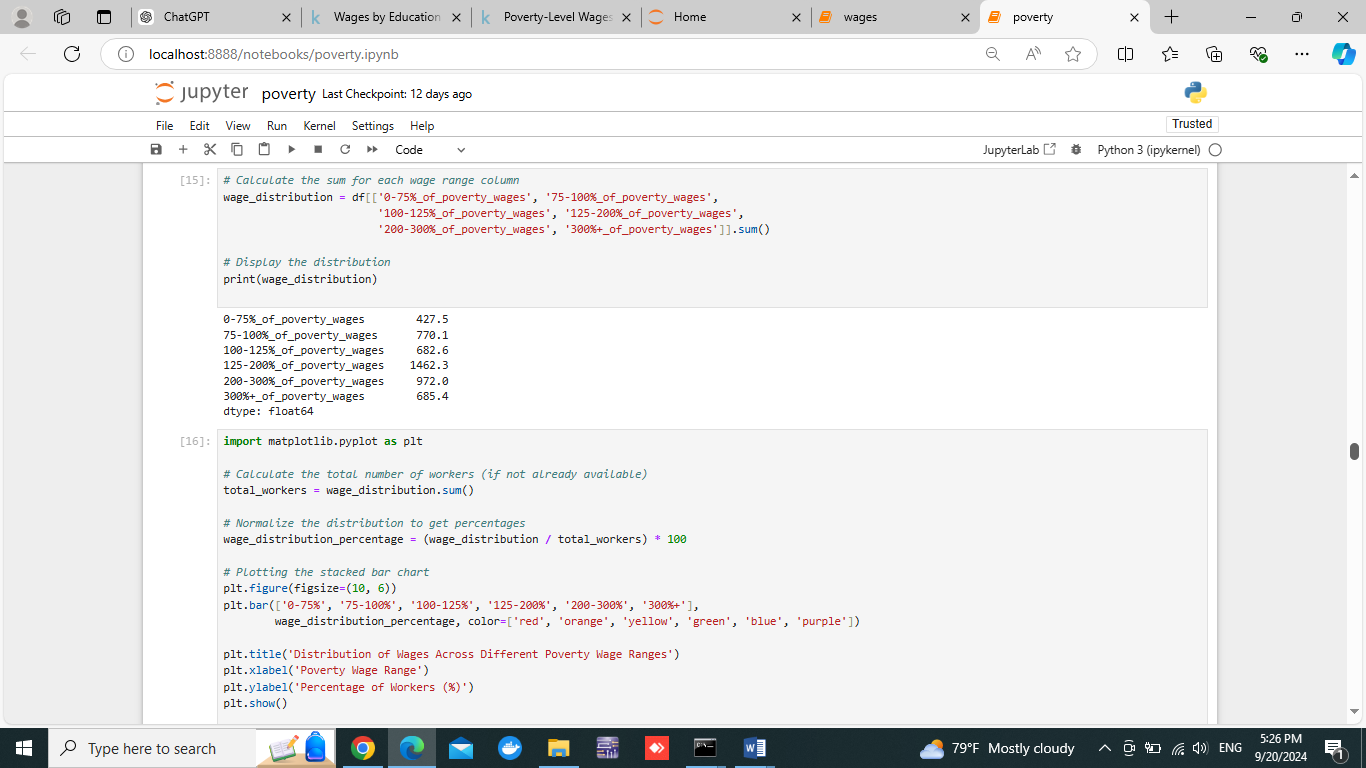 ChatGPT
Wages by Education
Poverty-Level Wages
Home
wages
poverty
localhost:8888/notebooks/poverty.ipynb
jupyter poverty Last Checkpoint: 12 days ago
File Edit View Run Kernel Settings Help
Trusted
Code
JupyterLab
Python 3 (ipykernel)
[15]:
# Calculate the sum for each wage range column
wage_distribution = df[['0-75%_of_poverty_wages', '75-100%_of_poverty_wages',
'100-125%_of_poverty_wages', '125-200%_of_poverty_wages',
'200-300%_of_poverty_wages', '300%+_of_poverty_wages']].sum()
# Display the distribution
print(wage_distribution)
0-75%_of_poverty_wages 427.5
75-100%_of_poverty_wages 770.1
100-125%_of_poverty_wages 682.6
125-200%_of_poverty_wages 1462.3
200-300%_of_poverty_wages 972.0
300%+_of_poverty_wages 685.4
dtype: float64
[16]:
import matplotlib.pyplot as plt
# Calculate the total number of workers (if not already available)
total_workers = wage_distribution.sum()
# Normalize the distribution to get percentages
wage_distribution_percentage = (wage_distribution / total_workers) * 100
# Plotting the stacked bar chart
plt.figure(figsize=(10, 6))
plt.bar(['0-75%', '75-100%', '100-125%', '125-200%', '200-300%', '300%+'],
wage_distribution_percentage, color=['red', 'orange', 'yellow', 'green', 'blue', 'purple'])
plt.title('Distribution of Wages Across Different Poverty Wage Ranges')
plt.xlabel('Poverty Wage Range')
plt.ylabel('Percentage of Workers (%)')
plt.show()
Type here to search
79°F Mostly cloudy
ENG
5:26 PM
9/20/2024
1